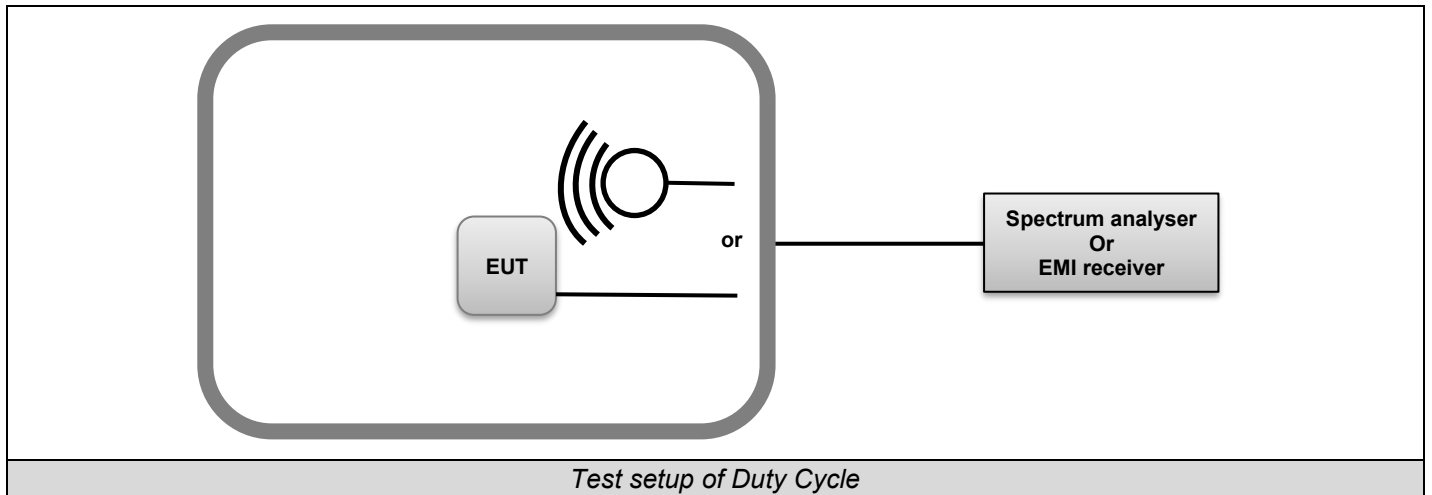 or
EUT
Spectrum analyser
Or
EMI receiver
Test setup of Duty Cycle